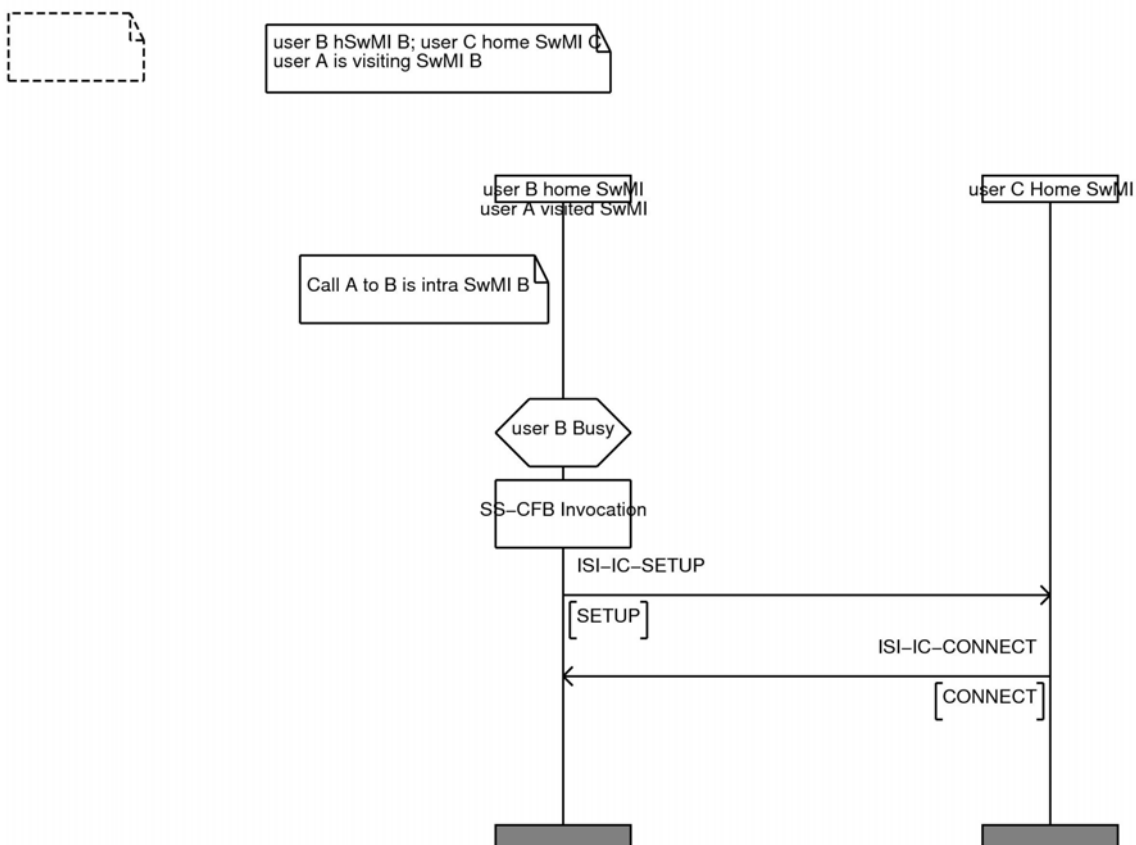 user B hSwMI B; user C home SwMI C
user A is visiting SwMI B
user B home SwMI
user A visited SwMI
user C Home SwMI
Call A to B is intra SwMI B
user B Busy
SS–CFB Invocation
ISI–IC–SETUP
SETUP
ISI–IC–CONNECT
CONNECT